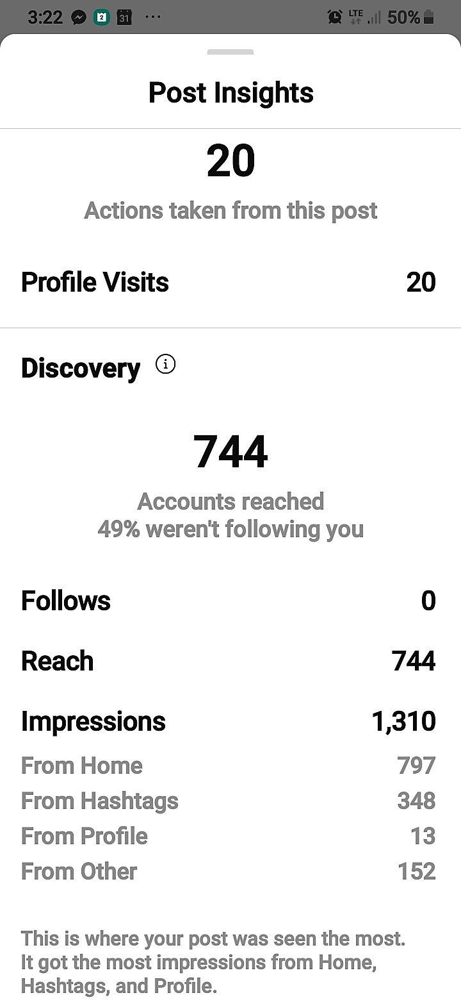 3:22 2 31 ... LTE 50%
Post Insights
20
Actions taken from this post
Profile Visits 20
Discovery i
744
Accounts reached
49% weren't following you
Follows 0
Reach 744
Impressions 1,310
From Home 797
From Hashtags 348
From Profile 13
From Other 152
This is where your post was seen the most.
It got the most impressions from Home,
Hashtags, and Profile.